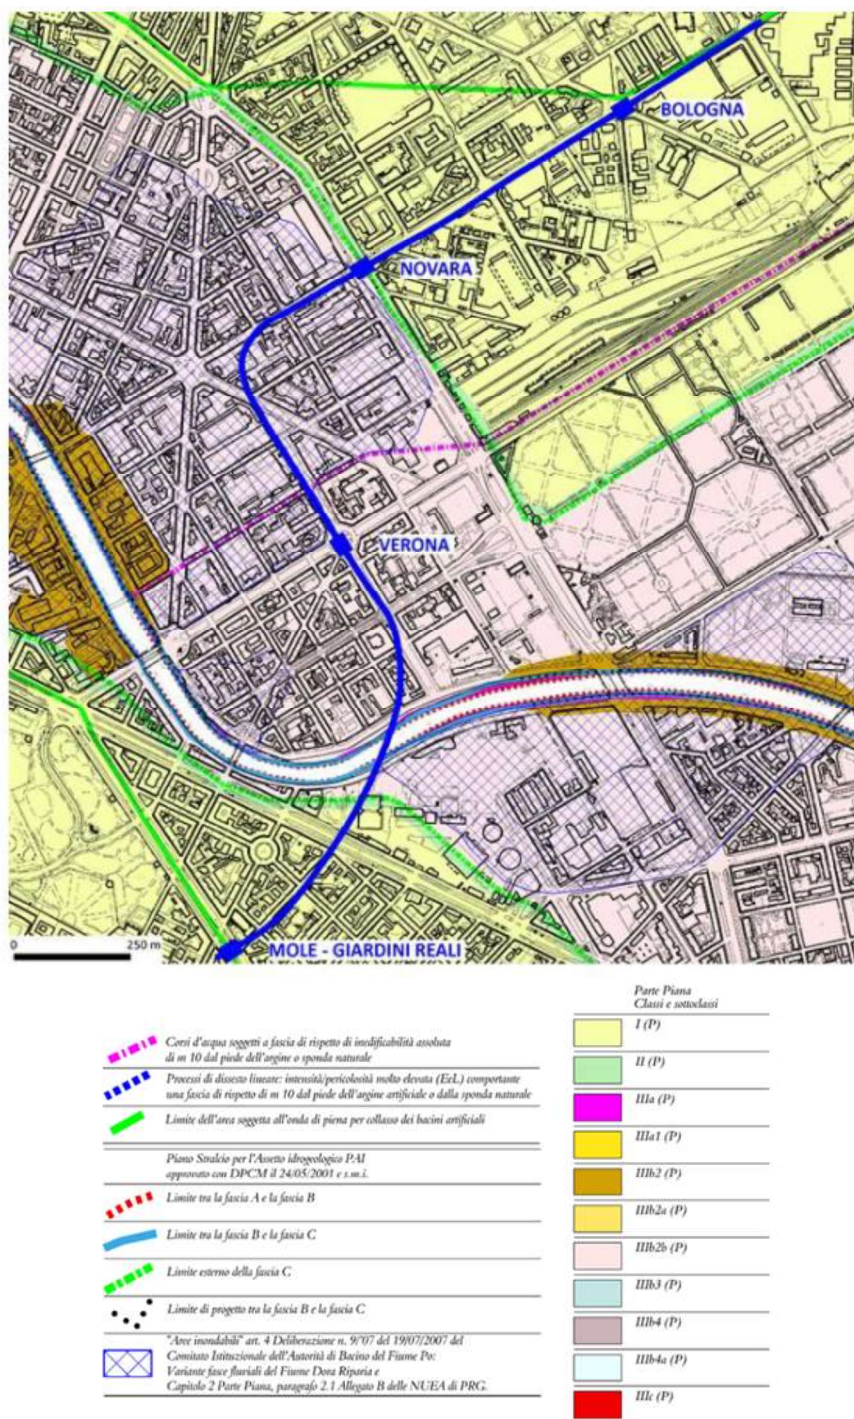 BOLOGNA
NOVARA
VERONA
MOLE - GIARDINI REALI
0 250 m
Corsi d'acqua soggetti a fascia di rispetto di inedificabilità assoluta
di m 10 dal piede dell'argine o sponda naturale
Processi di dissesto lineare: intensità/pericolosità molto elevata (EeL) comportante
una fascia di rispetto di m 10 dal piede dell'argine artificiale o dalla sponda naturale
Limite dell'area soggetta all'onda di piena per collasso dei bacini artificiali
Piano Stralcio per l'Assetto idrogeologico PAI
approvato con DPCM il 24/05/2001 e s.m.i.
Limite tra la fascia A e la fascia B
Limite tra la fascia B e la fascia C
Limite esterno della fascia C
Limite di progetto tra la fascia B e la fascia C
"Aree inondabili" art. 4 Deliberazione n. 9/'07 del 19/07/2007 del
Comitato Istituzionale dell'Autorità di Bacino del Fiume Po:
Variante fasce fluviali del Fiume Dora Riparia e
Capitolo 2 Parte Piana, paragrafo 2.1 Allegato B delle NUEA di PRG.
Parte Piana
Classi e sottoclassi
I (P)
II (P)
IIIa (P)
IIIa1 (P)
IIIb2 (P)
IIIb2a (P)
IIIb2b (P)
IIIb3 (P)
IIIb4 (P)
IIIb4a (P)
IIIc (P)